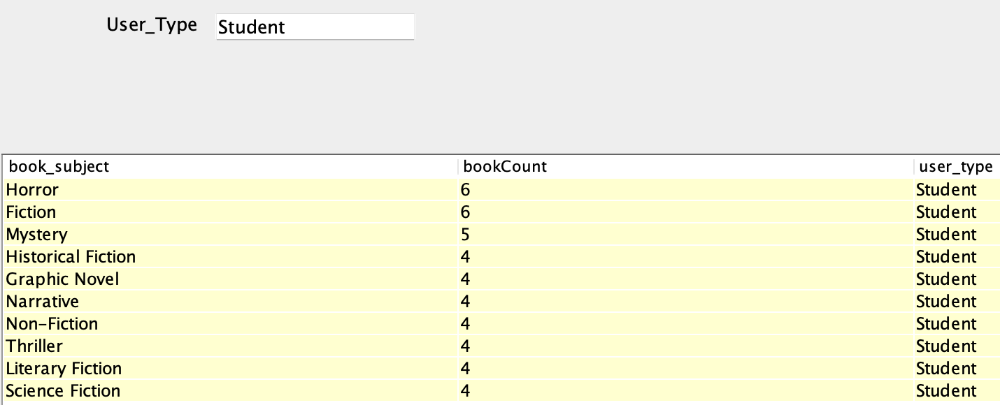 User_Type Student
book_subject bookCount user_type
Horror 6 Student
Fiction 6 Student
Mystery 5 Student
Historical Fiction 4 Student
Graphic Novel 4 Student
Narrative 4 Student
Non-Fiction 4 Student
Thriller 4 Student
Literary Fiction 4 Student
Science Fiction 4 Student